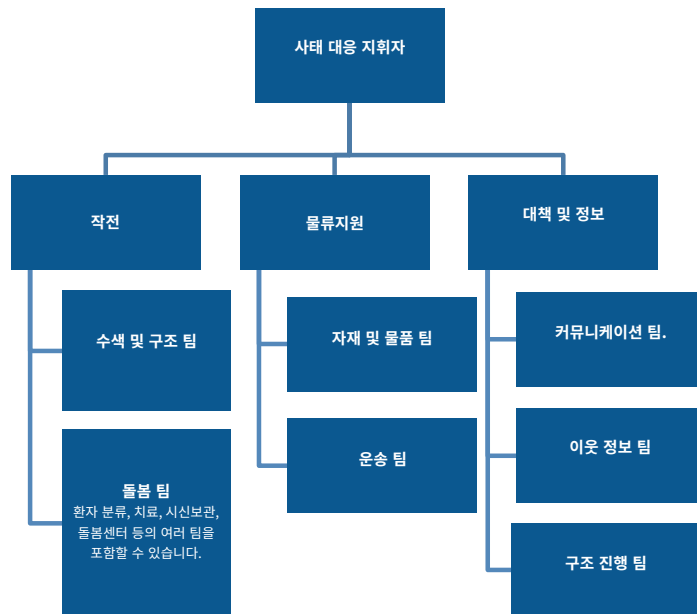 사태 대응 지휘자
작전
물류지원
대책 및 정보
수색 및 구조 팀
자재 및 물품 팀
커뮤니케이션 팀.
돌봄 팀
환자 분류, 치료, 시신보관,
돌봄센터 등의 여러 팀을
포함할 수 있습니다.
운송 팀
이웃 정보 팀
구조 진행 팀